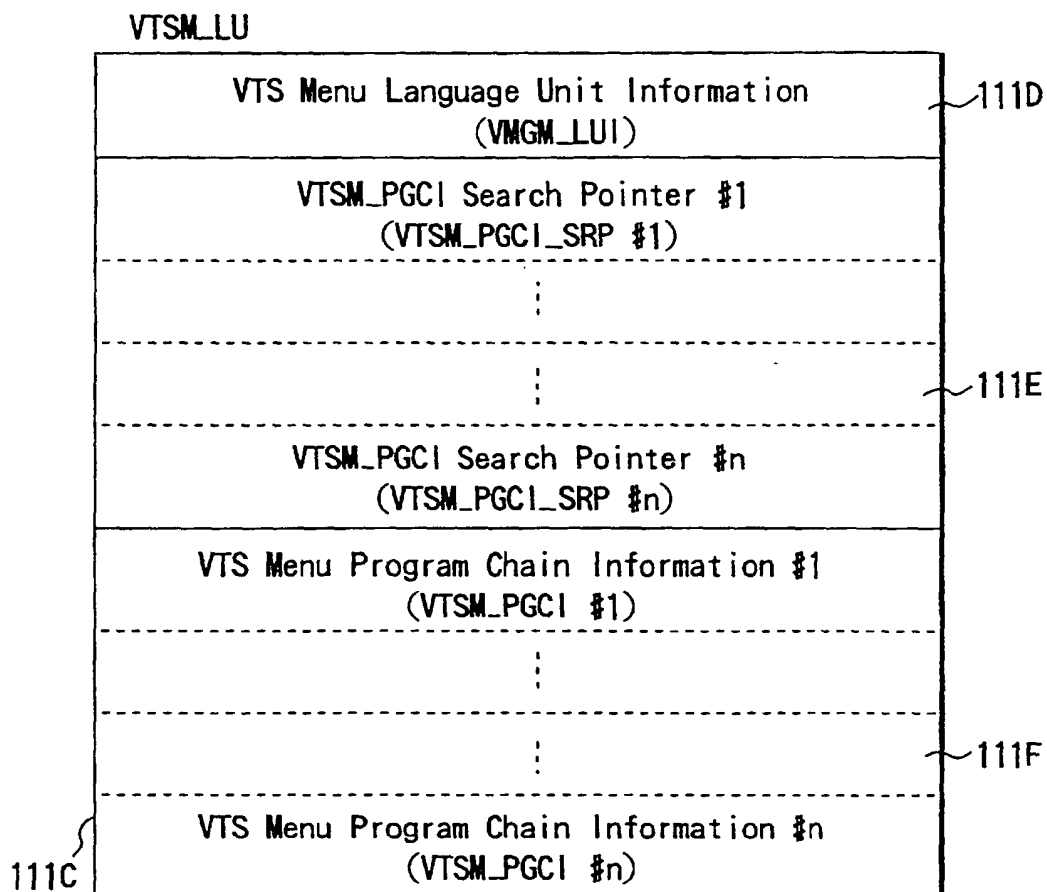 VTSM_LU
VTS Menu Language Unit Information
(VMGM_LUI)
111D
VTSM_PGCI Search Pointer #1
(VTSM_PGCI_SRP #1)
111E
VTSM_PGCI Search Pointer #n
(VTSM_PGCI_SRP #n)
VTS Menu Program Chain Information #1
(VTSM_PGCI #1)
111F
VTS Menu Program Chain Information #n
(VTSM_PGCI #n)
111C